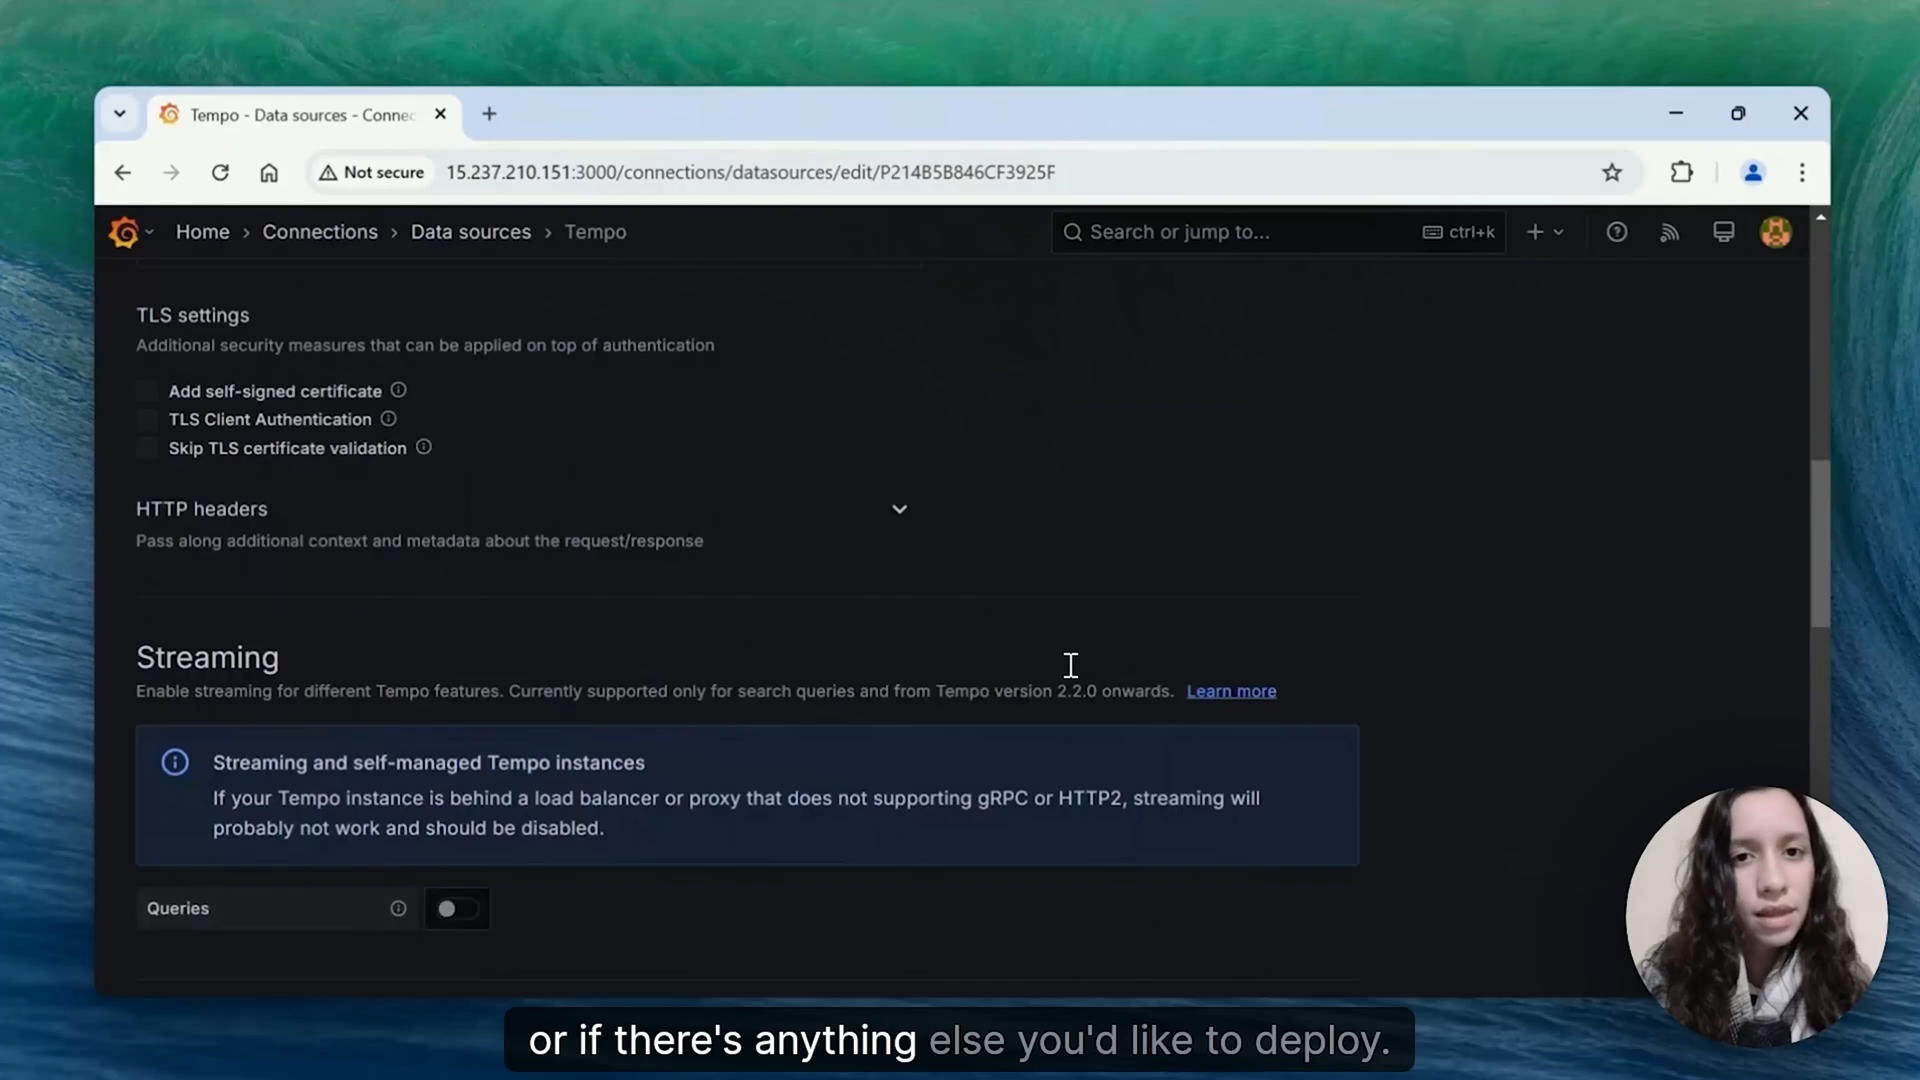 Tempo - Data sources - Connec
Not secure
15.237.210.151:3000/connections/datasources/edit/P214B5B846CF3925F
Home › Connections › Data sources › Tempo
Search or jump to...
ctrl+k
TLS settings
Additional security measures that can be applied on top of authentication
Add self-signed certificate
TLS Client Authentication
Skip TLS certificate validation
HTTP headers
Pass along additional context and metadata about the request/response
Streaming
Enable streaming for different Tempo features. Currently supported only for search queries and from Tempo version 2.2.0 onwards. Learn more
Streaming and self-managed Tempo instances
If your Tempo instance is behind a load balancer or proxy that does not supporting gRPC or HTTP2, streaming will
probably not work and should be disabled.
Queries
or if there's anything else you'd like to deploy.